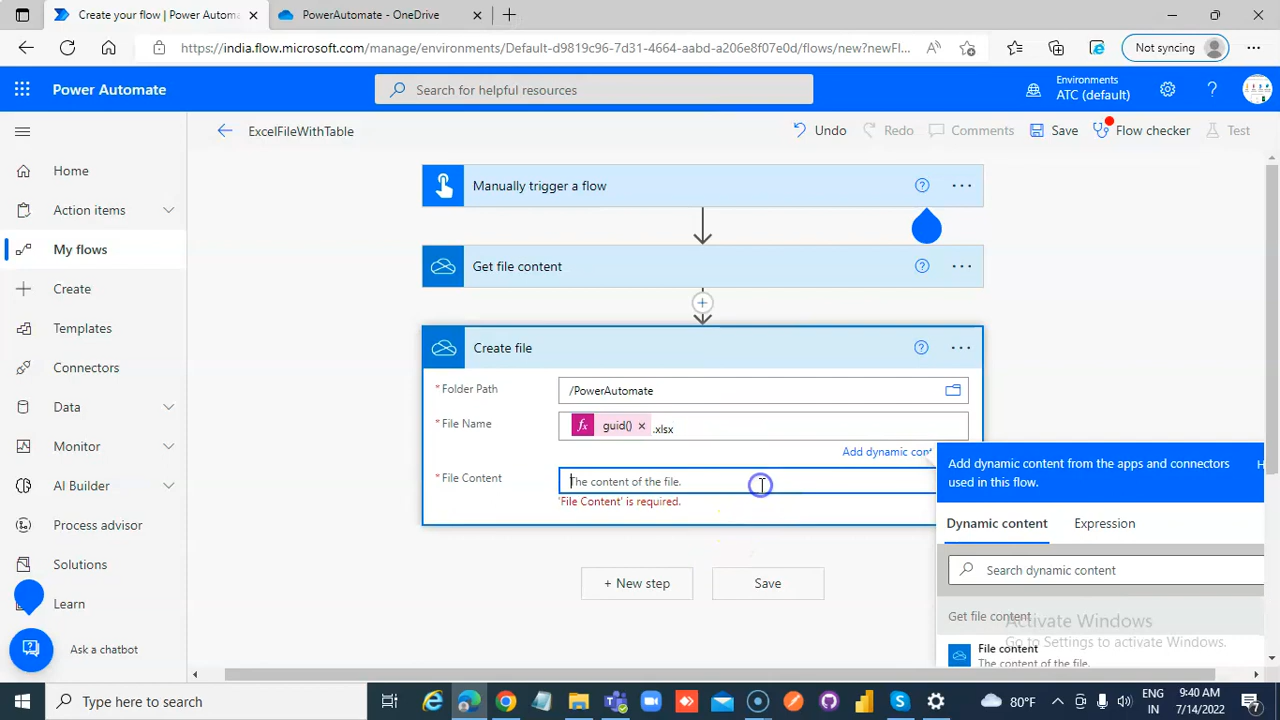 Create your flow | Power Automa
PowerAutomate - OneDrive
https://india.flow.microsoft.com/manage/environments/Default-d9819c96-7d31-4664-aabd-a206e8f07e0d/flows/new?newFl...
Not syncing
Power Automate
Search for helpful resources
Environments
ATC (default)
ExcelFileWithTable
Undo
Redo
Comments
Save
Flow checker
Test
Home
Action items
My flows
Create
Templates
Connectors
Data
Monitor
AI Builder
Process advisor
Solutions
Learn
Ask a chatbot
Manually trigger a flow
Get file content
Create file
* Folder Path
/PowerAutomate
* File Name
fx guid() .xlsx
Add dynamic cont
* File Content
The content of the file.
'File Content' is required.
+ New step
Save
Add dynamic content from the apps and connectors H
used in this flow.
Dynamic content
Expression
Search dynamic content
Get file content
File content
The content of the file.
Activate Windows
Go to Settings to activate Windows.
Type here to search
80°F
ENG
IN
9:40 AM
7/14/2022